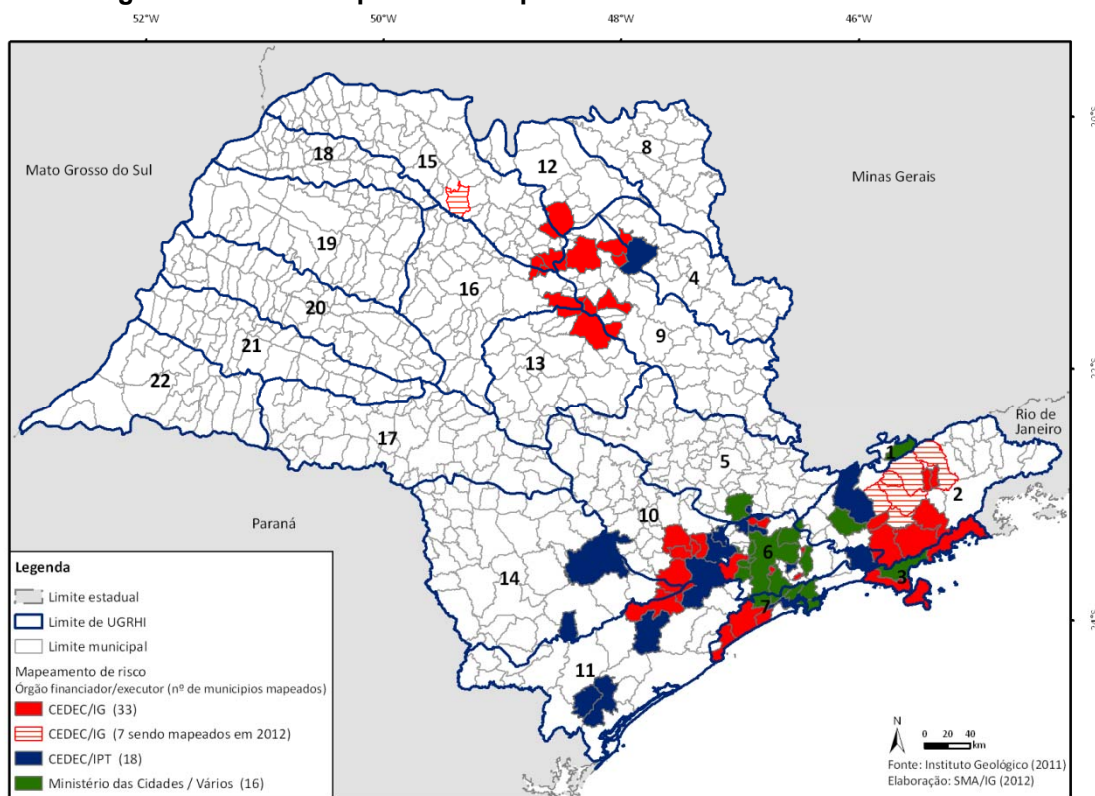 52°W 50°W 48°W 46°W
20°S
22°S
24°S
Mato Grosso do Sul
Minas Gerais
Rio de
Janeiro
Paraná
18
15
12
8
19
16
4
20
9
21
13
22
17
5
1
2
10
6
14
3
7
11
Legenda
Limite estadual
Limite de UGRHI
Limite municipal
Mapeamento de risco
Órgão financiador/executor (nº de municipios mapeados)
CEDEC/IG (33)
CEDEC/IG (7 sendo mapeados em 2012)
CEDEC/IPT (18)
Ministério das Cidades / Vários (16)
N
0 20 40
km
Fonte: Instituto Geológico (2011)
Elaboração: SMA/IG (2012)